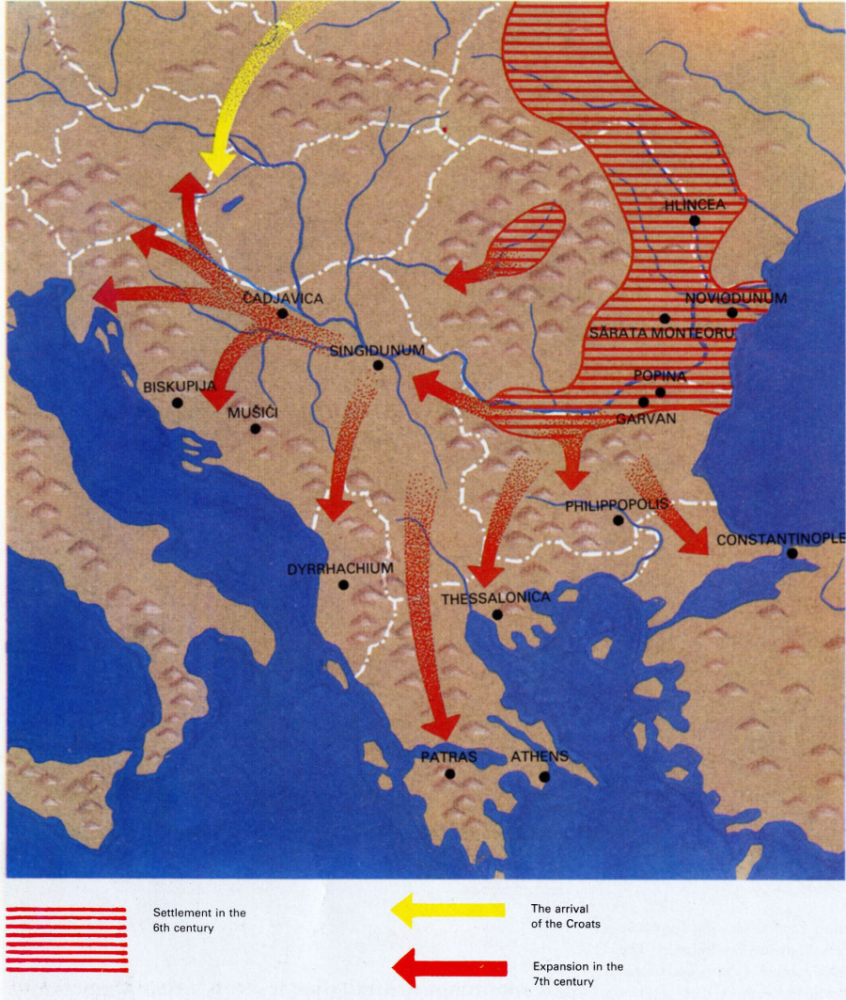 HLINCEA
NOVIODUNUM
ČADJAVICA
SĂRATA MONTEORU
SINGIDUNUM
POPINA
BISKUPIJA
GARVAN
MUŠIĆI
PHILIPPOPOLIS
CONSTANTINOPLE
DYRRHACHIUM
THESSALONICA
PATRAS
ATHENS
Settlement in the
6th century
The arrival
of the Croats
Expansion in the
7th century